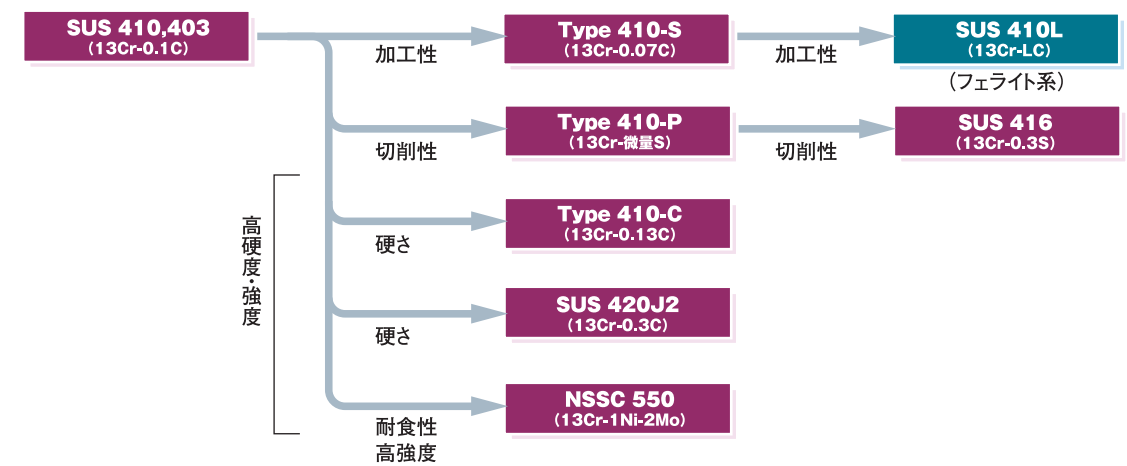 SUS 410,403
(13Cr-0.1C)
加工性
Type 410-S
(13Cr-0.07C)
加工性
SUS 410L
(13Cr-LC)
(フェライト系)
切削性
Type 410-P
(13Cr-微量S)
切削性
SUS 416
(13Cr-0.3S)
高硬度・強度
硬さ
Type 410-C
(13Cr-0.13C)
硬さ
SUS 420J2
(13Cr-0.3C)
耐食性
高強度
NSSC 550
(13Cr-1Ni-2Mo)